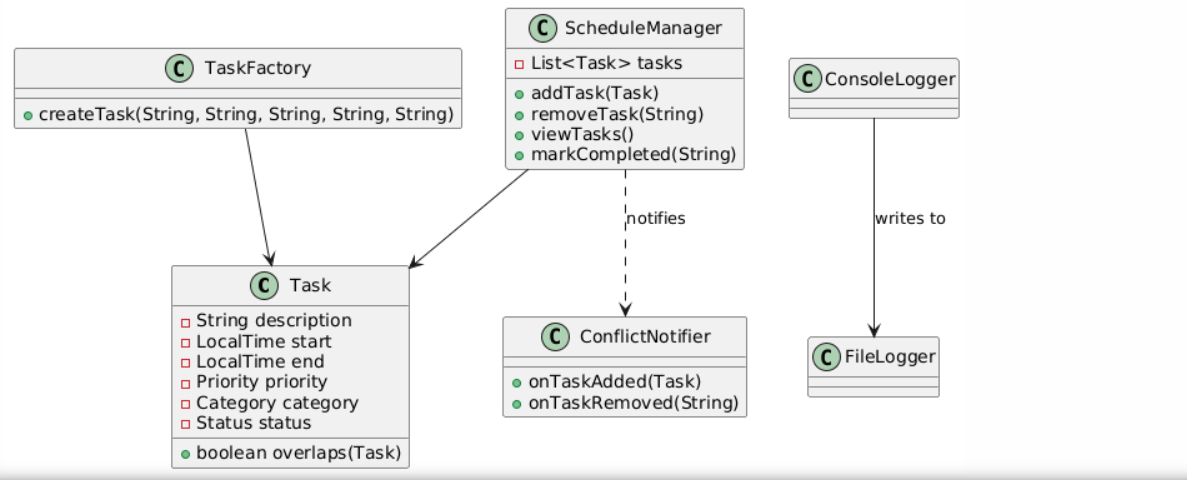 C TaskFactory
createTask(String, String, String, String, String)
C ScheduleManager
List<Task> tasks
addTask(Task)
removeTask(String)
viewTasks()
markCompleted(String)
C ConsoleLogger
notifies
writes to
C Task
String description
LocalTime start
LocalTime end
Priority priority
Category category
Status status
boolean overlaps(Task)
C ConflictNotifier
onTaskAdded(Task)
onTaskRemoved(String)
C FileLogger